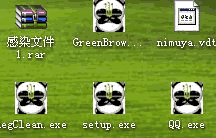 感染文件
1.rar
GreenBrow...
nimuya.vdt
egClean.exe
setup.exe
QQ.exe